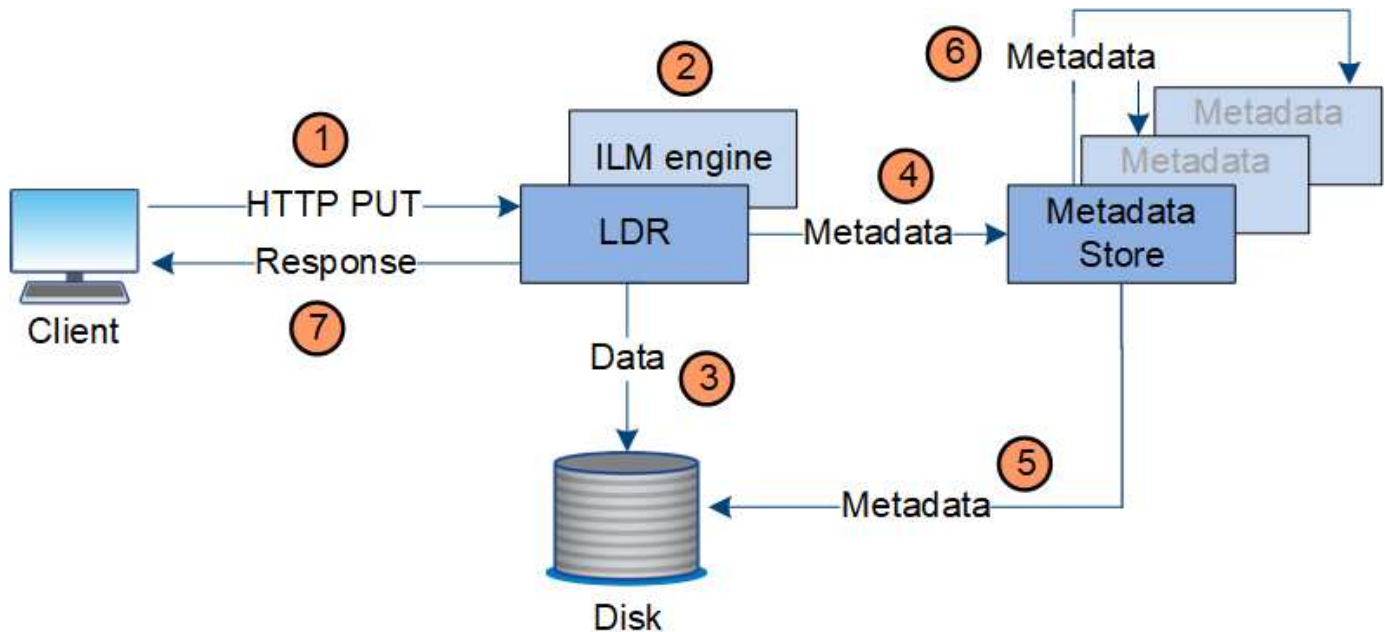 6
Metadata
2
Metadata
1
ILM engine
Metadata
4
HTTP PUT
LDR
Metadata
Metadata
Store
Response
7
Client
Data
3
5
Metadata
Disk